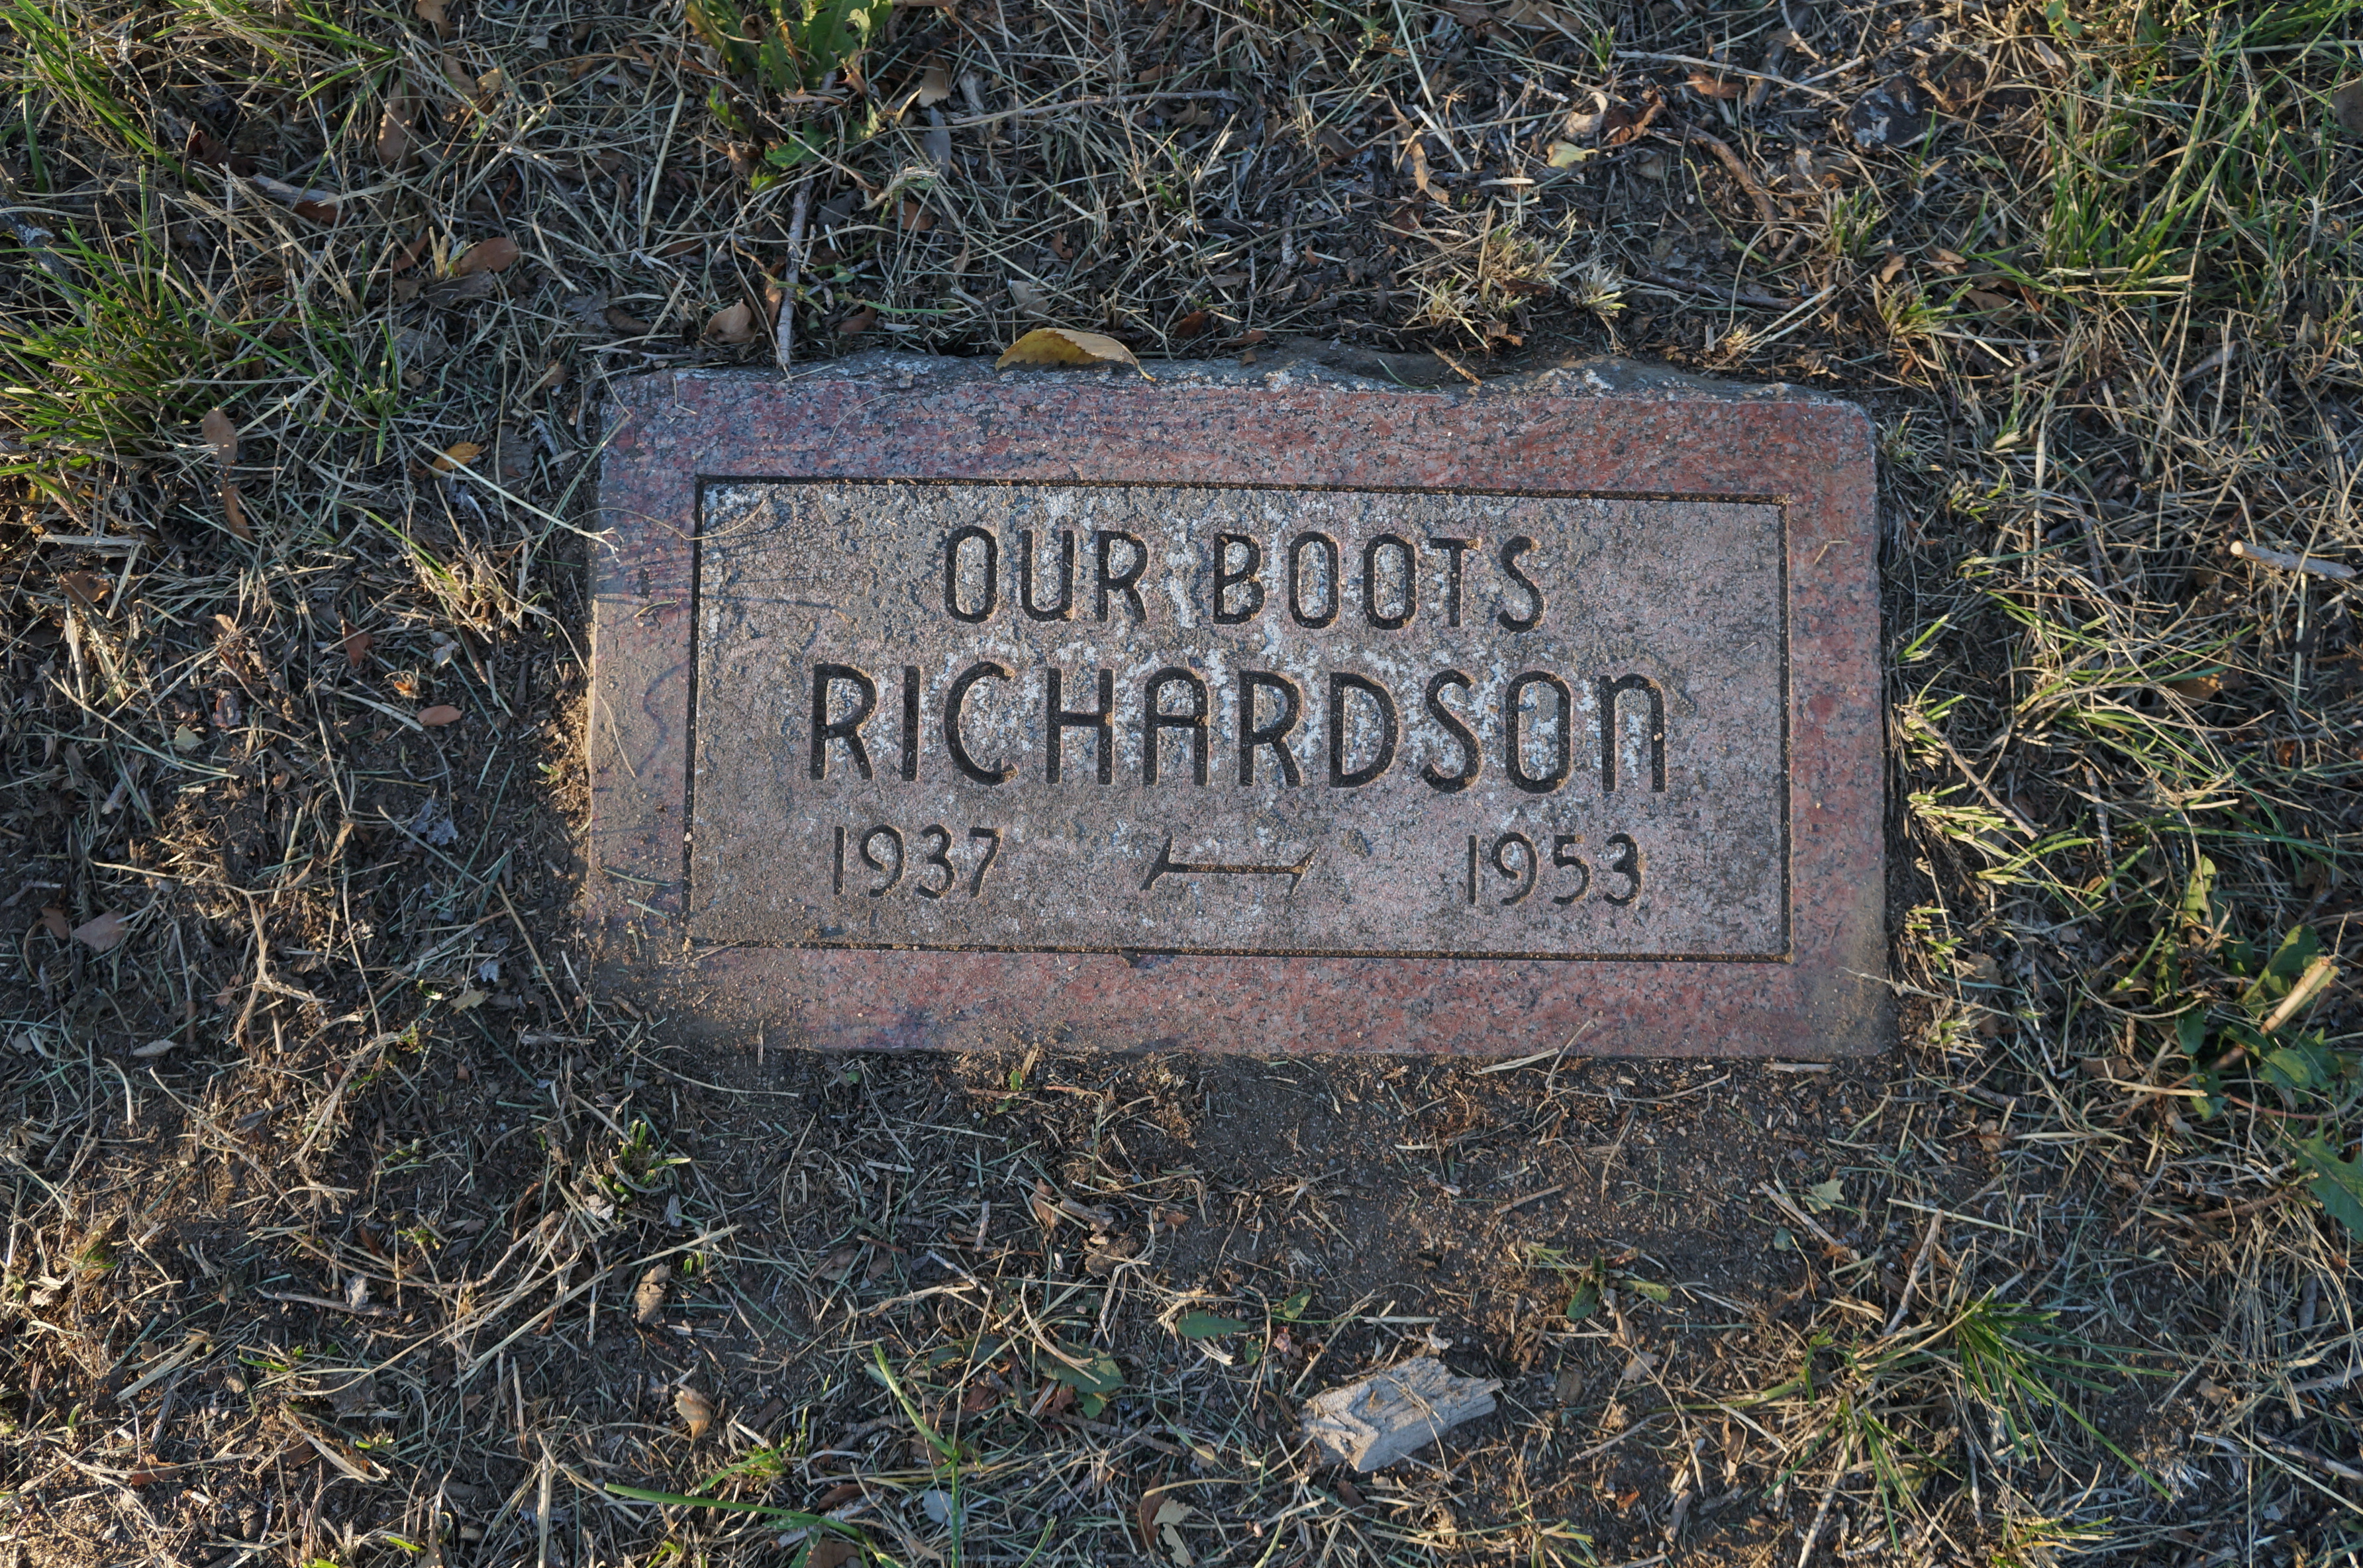 OUR BOOTS
RICHARDSON
1937 — 1953